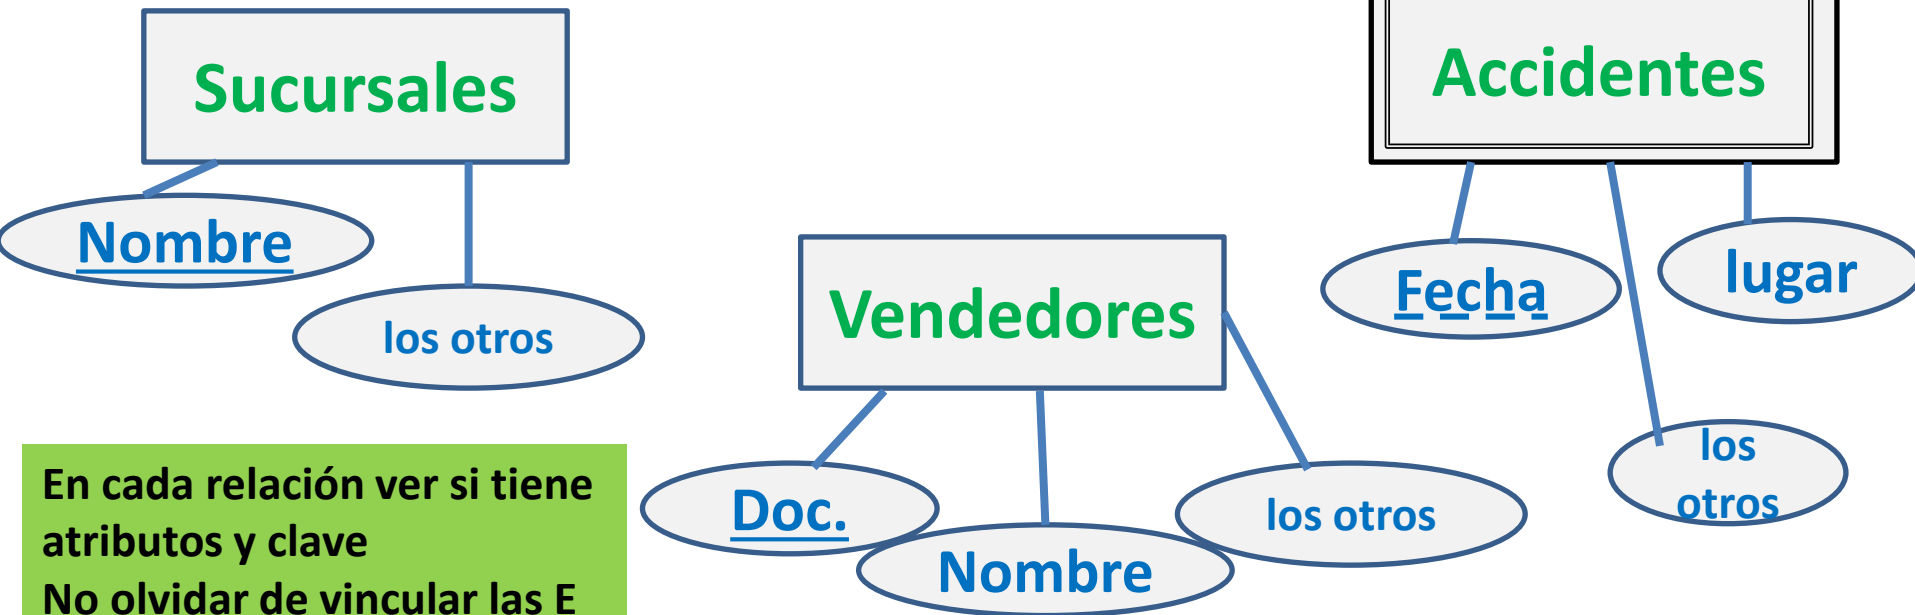 Sucursales
Nombre
los otros
Vendedores
Doc.
Nombre
los otros
Accidentes
Fecha
lugar
los
otros
En cada relación ver si tiene
atributos y clave
No olvidar de vincular las E